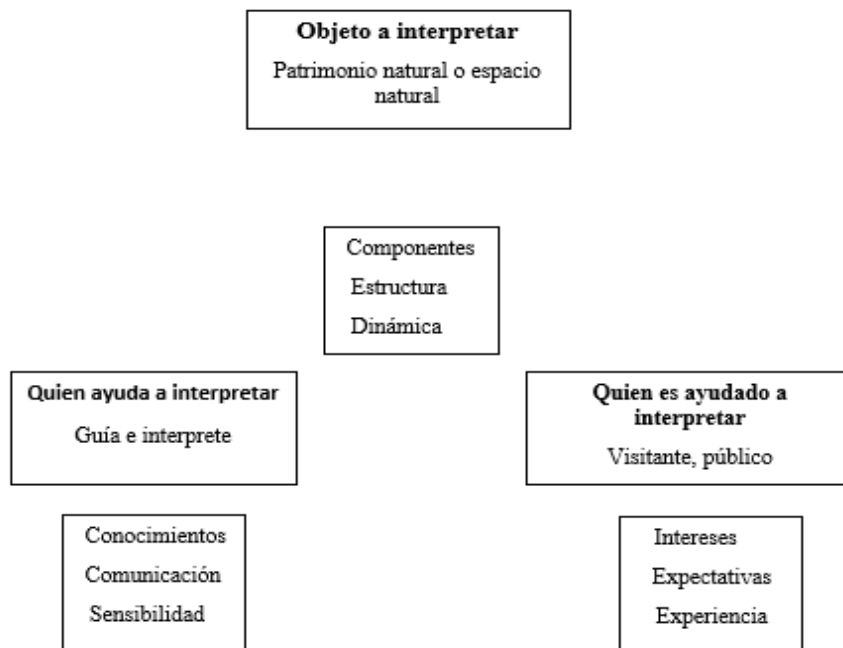 Objeto a interpretar
Patrimonio natural o espacio
natural
Componentes
Estructura
Dinámica
Quien ayuda a interpretar
Guía e interprete
Quien es ayudado a
interpretar
Visitante, público
Conocimientos
Comunicación
Sensibilidad
Intereses
Expectativas
Experiencia